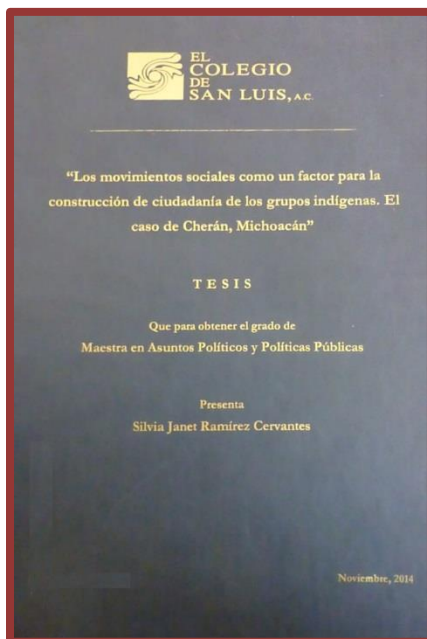 EL
COLEGIO
DE
SAN LUIS, A.C.
“Los movimientos sociales como un factor para la
construcción de ciudadanía de los grupos indígenas. El
caso de Cherán, Michoacán”
TESIS
Que para obtener el grado de
Maestra en Asuntos Políticos y Políticas Públicas
Presenta
Silvia Janet Ramírez Cervantes
Noviembre, 2014